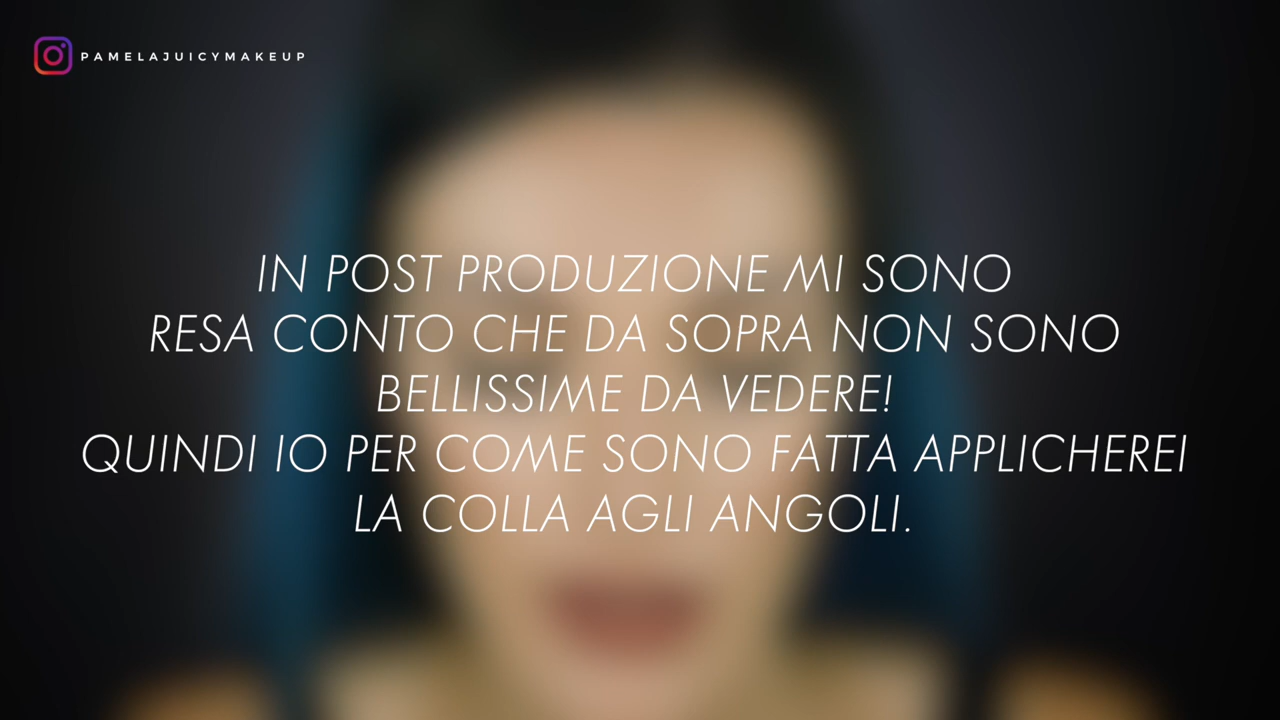 PAMELAJUICYMAKEUP
IN POST PRODUZIONE MI SONO
RESA CONTO CHE DA SOPRA NON SONO
BELLISSIME DA VEDERE!
QUINDI IO PER COME SONO FATTA APPLICHEREI
LA COLLA AGLI ANGOLI.